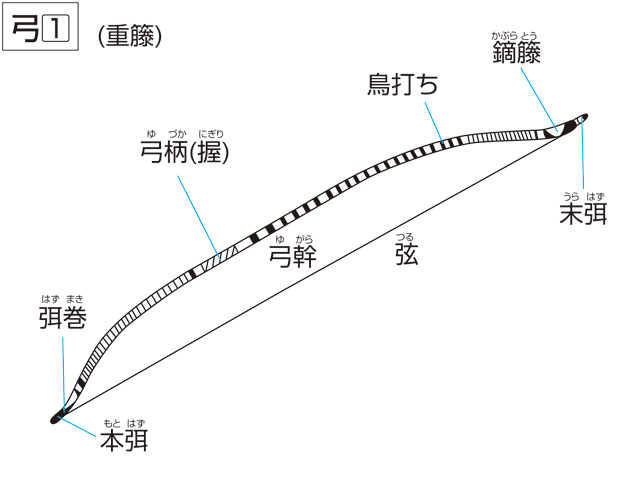 弓1 (重籐)
かぶら とう
鏑籐
鳥打ち
ゆ づか にぎり
弓柄(握)
うら はず
末弭
ゆ がら
弓幹
つる
弦
はず まき
弭巻
もと はず
本弭